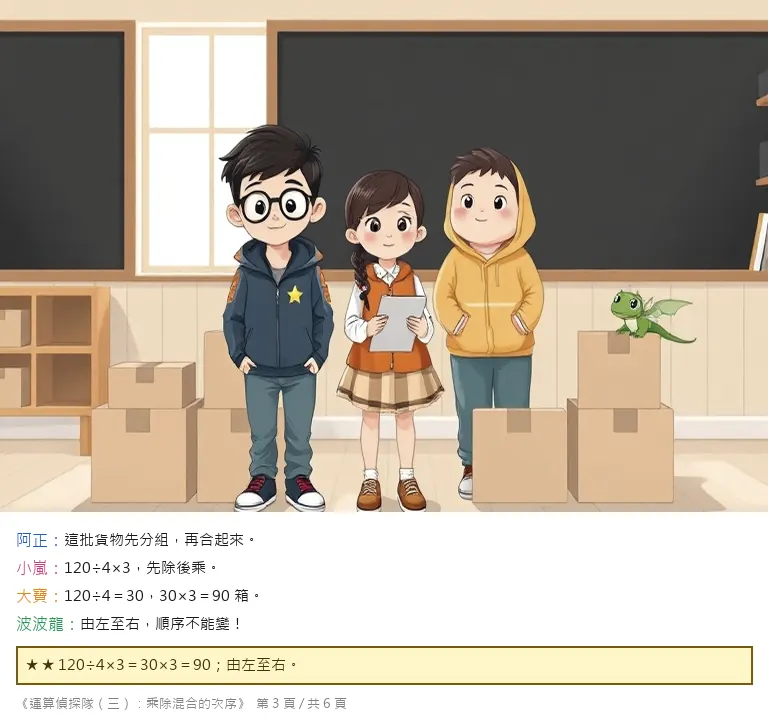 阿正：這批貨物先分組，再合起來。
小嵐：120÷4×3，先除後乘。
大寶：120÷4＝30，30×3＝90 箱。
波波龍：由左至右，順序不能變！
★★120÷4×3＝30×3＝90；由左至右。
《運算偵探隊（三）：乘除混合的次序》 第 3 頁 / 共 6 頁